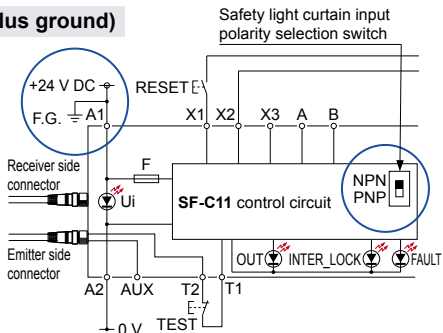 lus ground)
Safety light curtain input
polarity selection switch
+24 V DC
RESET
F.G.
A1 X1 X2 X3 A B
Receiver side
connector
F
Ui
SF-C11 control circuit
NPN
PNP
Emitter side
connector
OUT INTER_LOCK FAULT
A2 AUX T2 T1
0 V
TEST